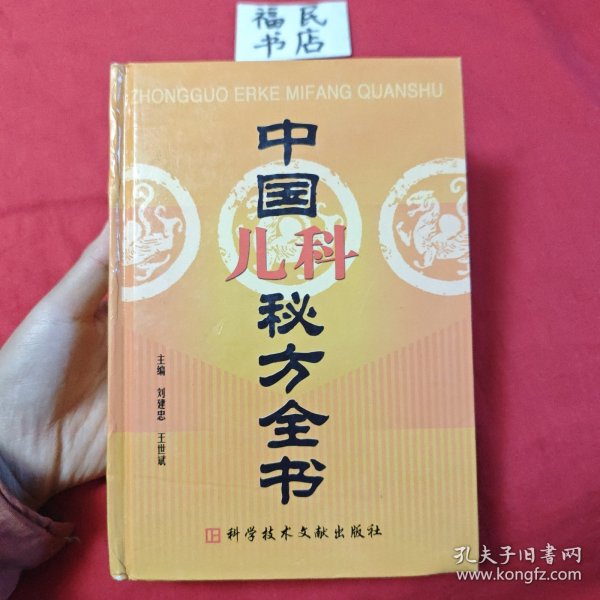 福民
书店
ZHONGGUO ERKE MIFANG QUANSHU
中国儿科秘方全书
主编 刘建忠 王世斌
科学技术文献出版社
孔夫子旧书网
www.kongfz.com